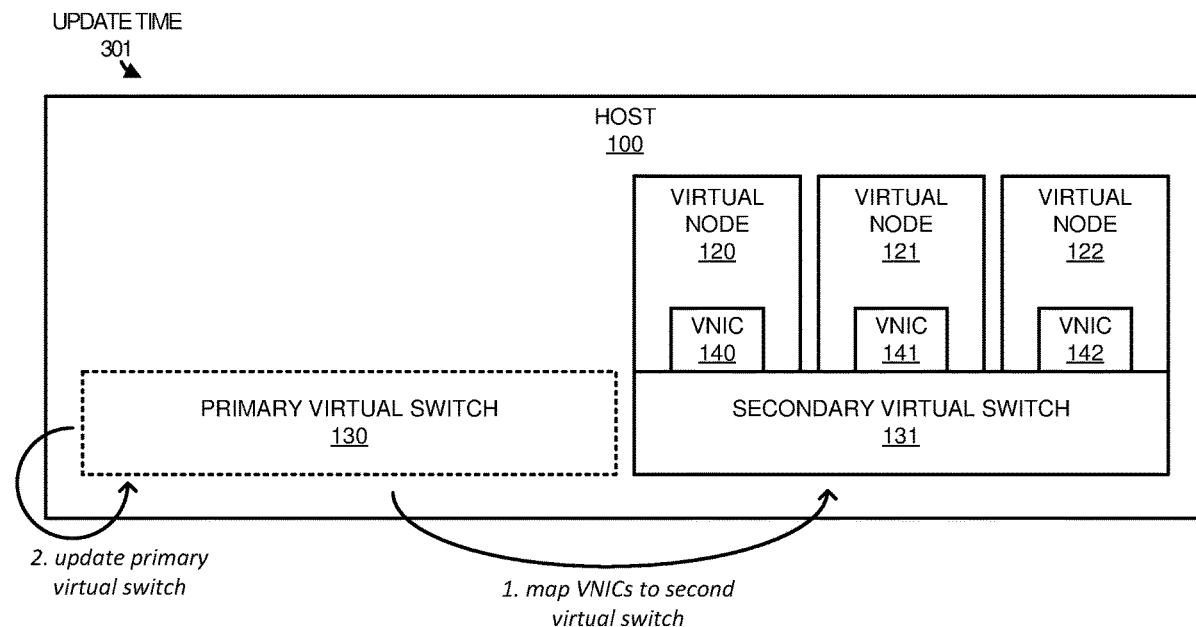 UPDATE TIME
301
HOST
100
VIRTUAL
NODE
120
VIRTUAL
NODE
121
VIRTUAL
NODE
122
VNIC
140
VNIC
141
VNIC
142
PRIMARY VIRTUAL SWITCH
130
SECONDARY VIRTUAL SWITCH
131
2. update primary
virtual switch
1. map VNICs to second
virtual switch